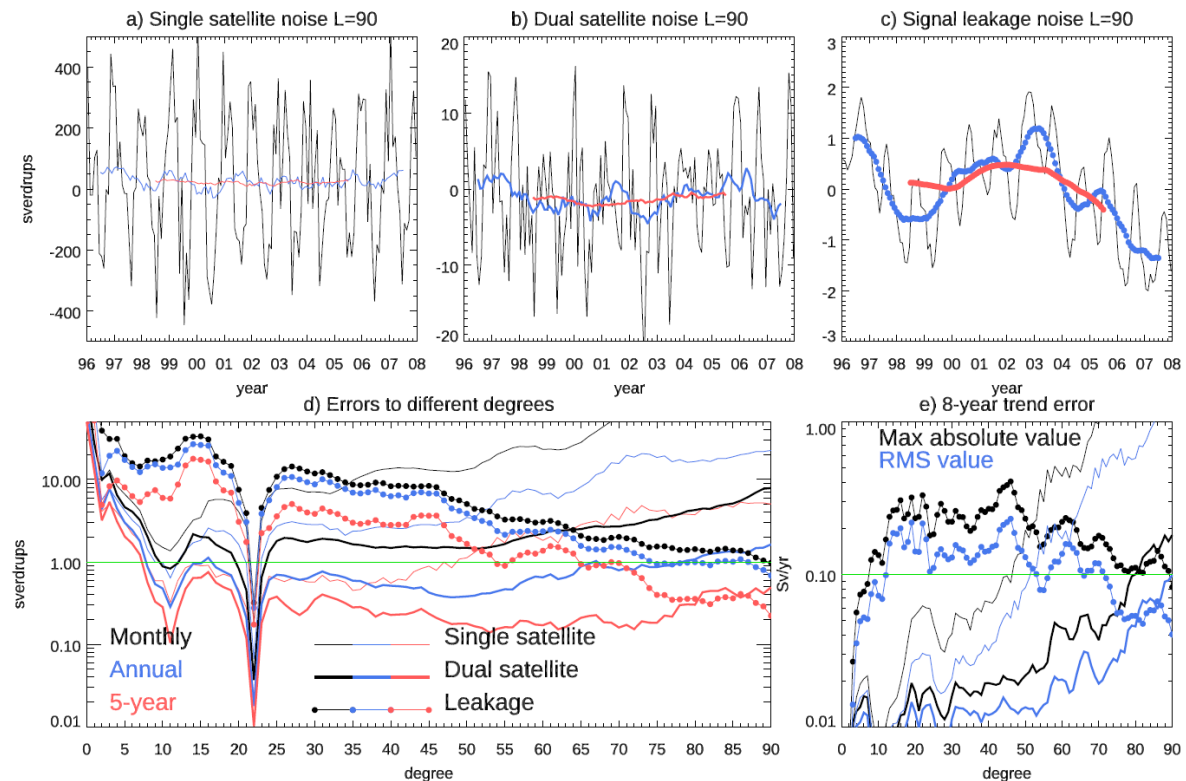 a) Single satellite noise L=90
b) Dual satellite noise L=90
c) Signal leakage noise L=90
sverdrups
400
200
0
-200
-400
96 97 98 99 00 01 02 03 04 05 06 07 08
year
20
10
0
-10
-20
96 97 98 99 00 01 02 03 04 05 06 07 08
year
3
2
1
0
-1
-2
-3
96 97 98 99 00 01 02 03 04 05 06 07 08
year
d) Errors to different degrees
sverdrups
10.00
1.00
0.10
0.01
Monthly
Annual
5-year
Single satellite
Dual satellite
Leakage
0 5 10 15 20 25 30 35 40 45 50 55 60 65 70 75 80 85 90
degree
e) 8-year trend error
Sv/yr
1.00
0.10
0.01
Max absolute value
RMS value
0 10 20 30 40 50 60 70 80 90
degree